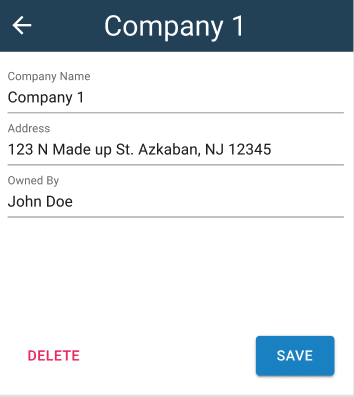 Company 1
Company Name
Company 1
Address
123 N Made up St. Azkaban, NJ 12345
Owned By
John Doe
DELETE
SAVE